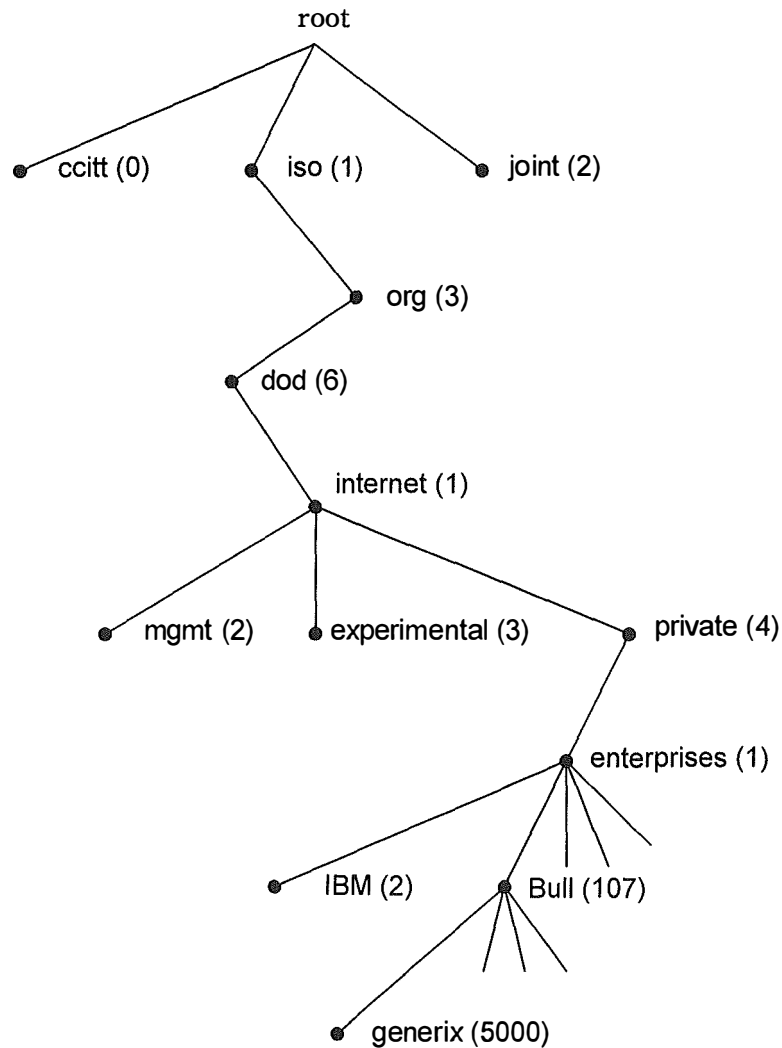 root
ccitt (0)
iso (1)
joint (2)
org (3)
dod (6)
internet (1)
mgmt (2)
experimental (3)
private (4)
enterprises (1)
IBM (2)
Bull (107)
generix (5000)